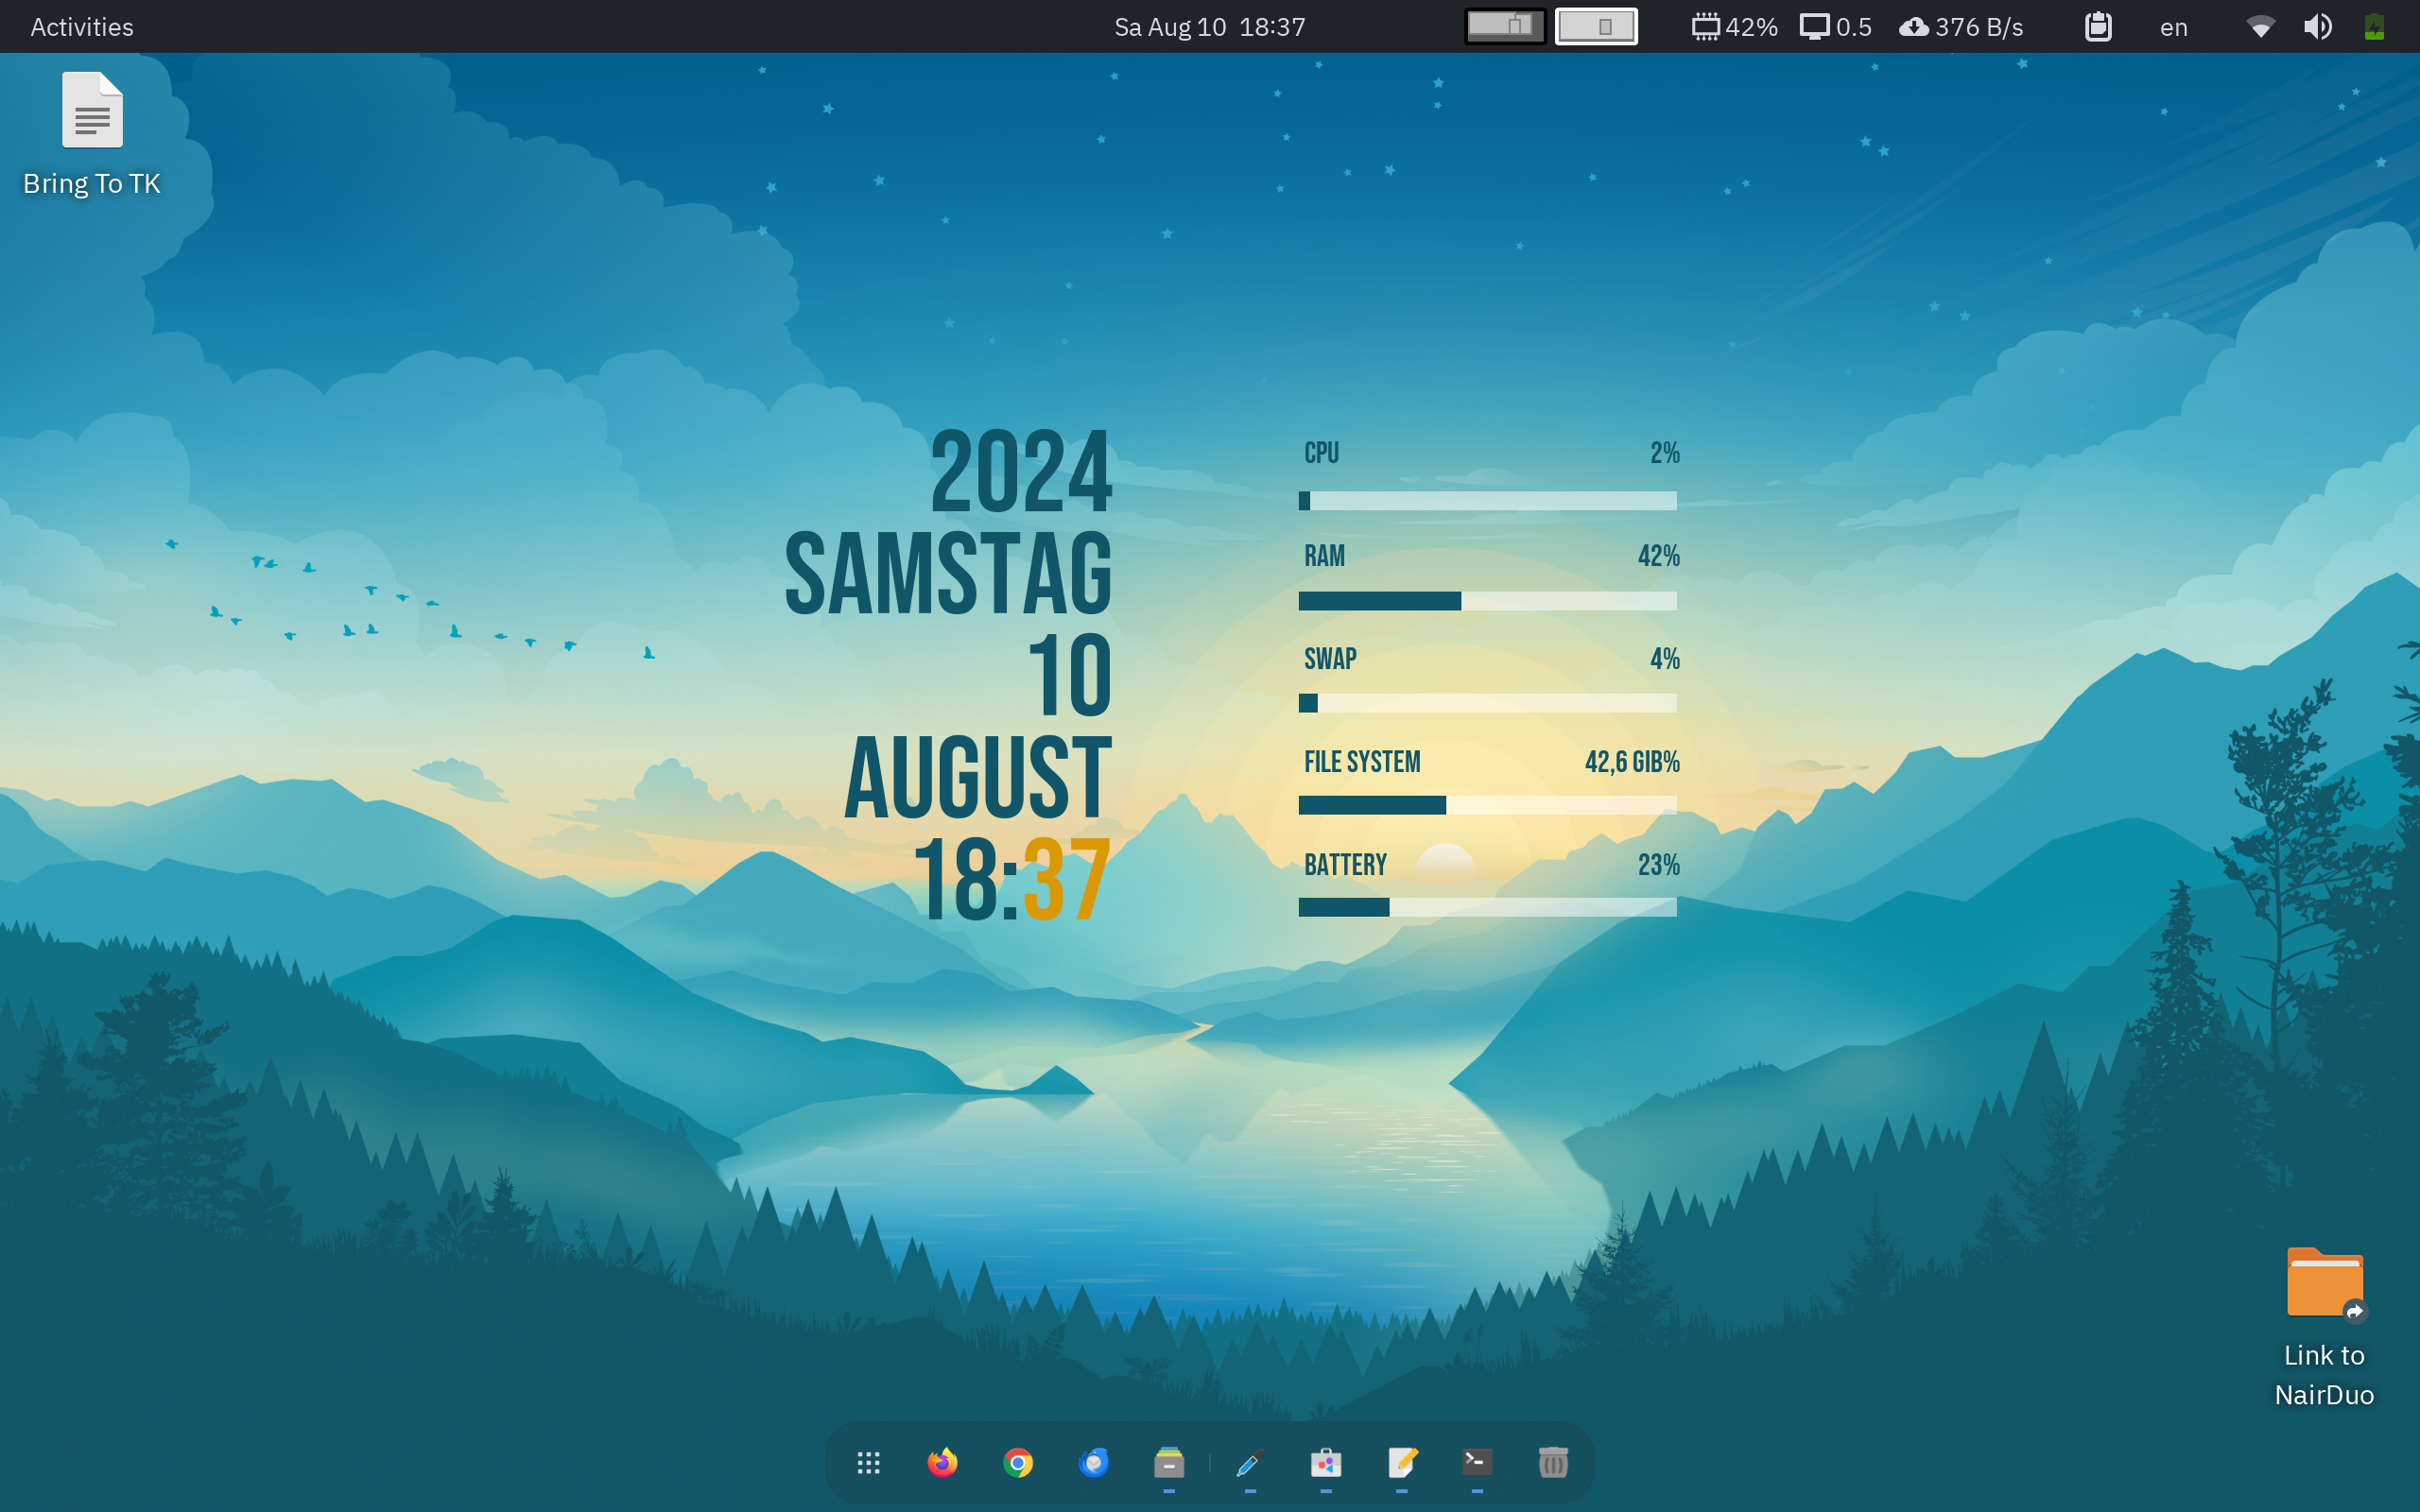 Activities
Sa Aug 10 18:37
42%
0.5
376 B/s
en
Bring To TK
2024
SAMSTAG
10
AUGUST
18:37
CPU 2%
RAM 42%
SWAP 4%
FILE SYSTEM 42,6 GIB%
BATTERY 23%
Link to
NairDuo